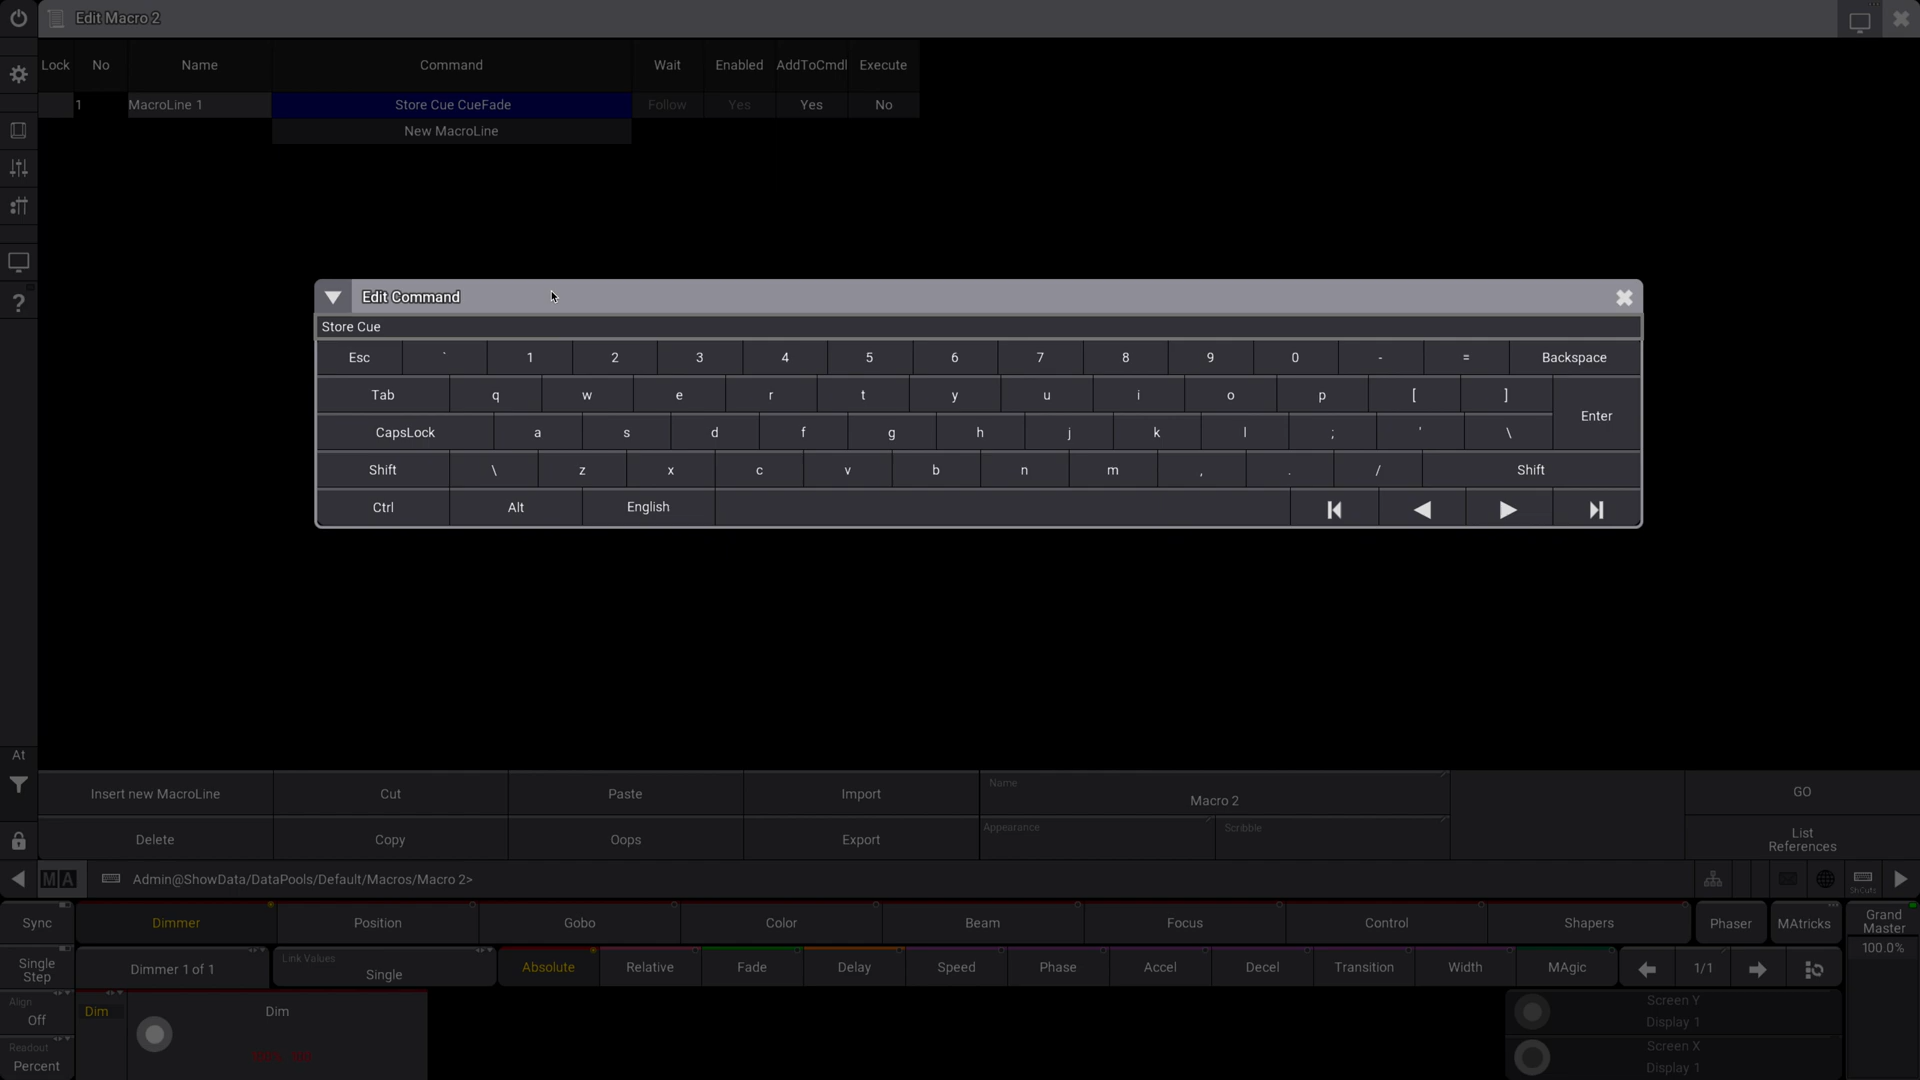 Edit Macro 2
Lock No Name Command Wait Enabled AddToCmdl Execute
1 MacroLine 1 Store Cue CueFade Follow Yes Yes No
New MacroLine
Edit Command
Store Cue
Esc ` 1 2 3 4 5 6 7 8 9 0 - = Backspace
Tab q w e r t y u i o p [ ]
Enter
CapsLock a s d f g h j k l ; ' \
Shift \ z x c v b n m , . / Shift
Ctrl Alt English
?
At
Insert new MacroLine Cut Paste Import
Name
Macro 2
GO
Delete Copy Oops Export
Appearance Scribble
List
References
MA Admin@ShowData/DataPools/Default/Macros/Macro 2>
ShCuts
Sync Dimmer Position Gobo Color Beam Focus Control Shapers Phaser MAtricks
Grand
Master
100.0%
Single
Step
Dimmer 1 of 1
Link Values
Single
Absolute Relative Fade Delay Speed Phase Accel Decel Transition Width MAgic 1/1
Align
Off
Dim Dim
Screen Y
Display 1
Readout
Percent
Screen X
Display 1